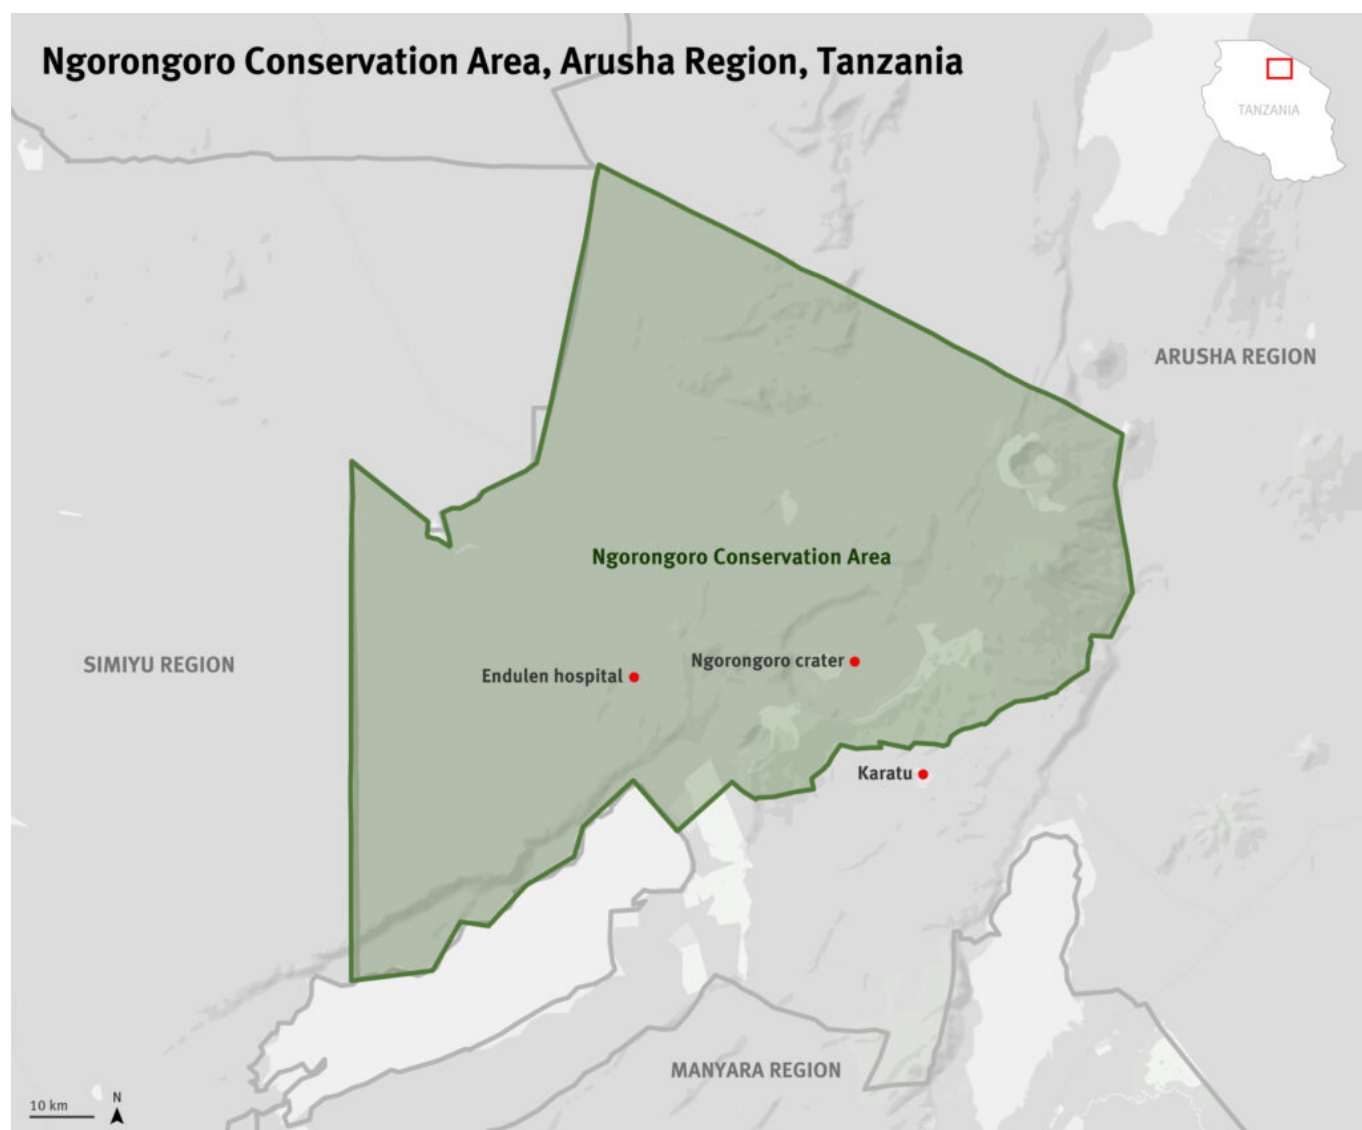 Ngorongoro Conservation Area, Arusha Region, Tanzania
TANZANIA
ARUSHA REGION
Ngorongoro Conservation Area
SIMIYU REGION
Ngorongoro crater
Endulen hospital
Karatu
MANYARA REGION
10 km
N